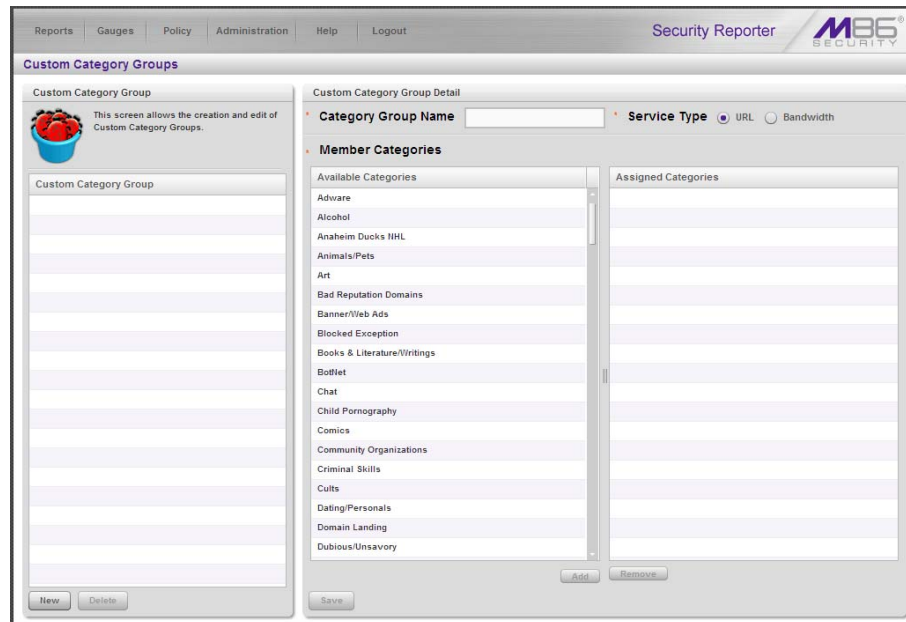 Reports Gauges Policy Administration Help Logout
Security Reporter
M86®
SECURITY
Custom Category Groups
Custom Category Group
This screen allows the creation and edit of
Custom Category Groups.
Custom Category Group
New Delete
Custom Category Group Detail
* Category Group Name * Service Type URL Bandwidth
* Member Categories
Available Categories
Adware
Alcohol
Anaheim Ducks NHL
Animals/Pets
Art
Bad Reputation Domains
Banner/Web Ads
Blocked Exception
Books & Literature/Writings
BotNet
Chat
Child Pornography
Comics
Community Organizations
Criminal Skills
Cults
Dating/Personals
Domain Landing
Dubious/Unsavory
Assigned Categories
Add Remove
Save